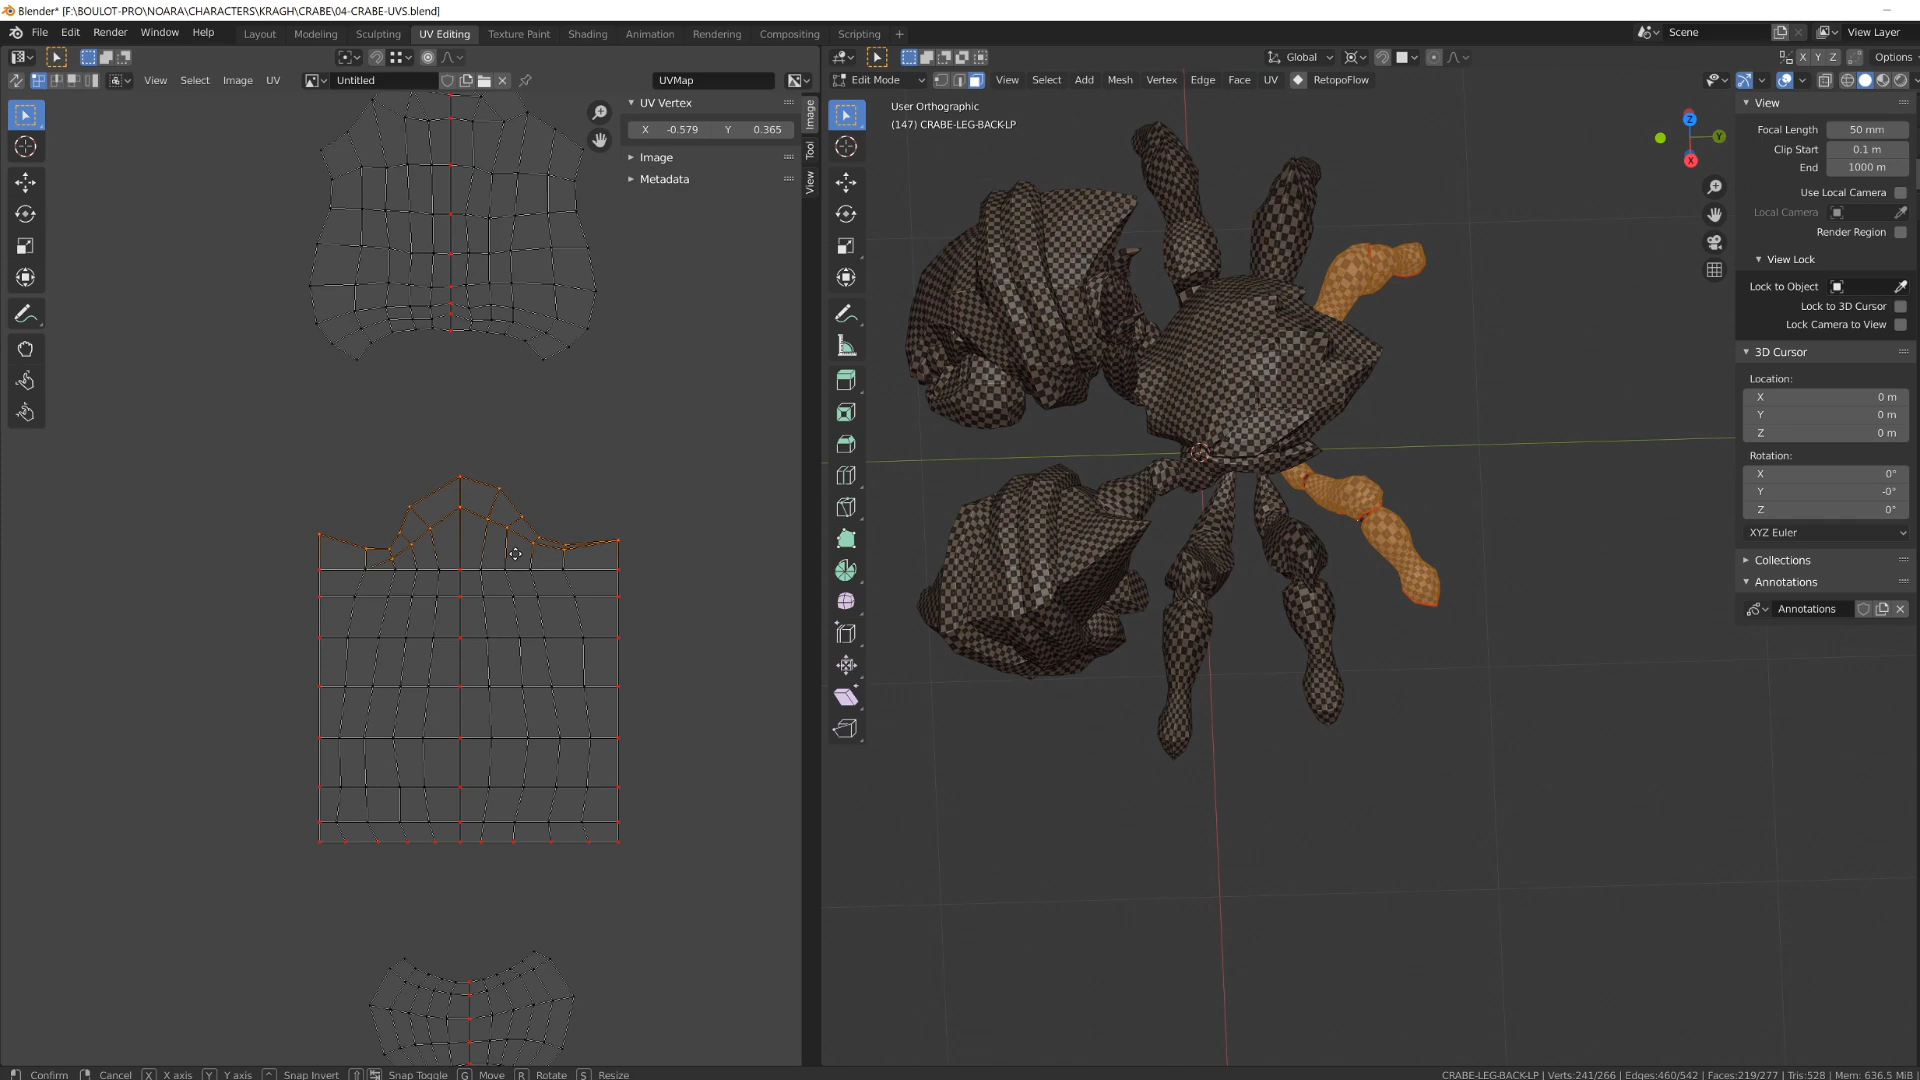 Blender* [F:\BOULOT-PRO\NOARA\CHARACTERS\KRAGH\CRABE\04-CRABE-UVS.blend]
File Edit Render Window Help Layout Modeling Sculpting UV Editing Texture Paint Shading Animation Rendering Compositing Scripting + Scene View Layer
Global X Y Z Options
View Select Image UV Untitled UVMap Edit Mode View Select Add Mesh Vertex Edge Face UV RetopoFlow
UV Vertex
X -0.579 Y 0.365
Image
Metadata
Image
Tool
View
User Orthographic
(147) CRABE-LEG-BACK-LP
Z
Y
X
View
Focal Length 50 mm
Clip Start 0.1 m
End 1000 m
Use Local Camera
Local Camera
Render Region
View Lock
Lock to Object
Lock to 3D Cursor
Lock Camera to View
3D Cursor
Location:
X 0 m
Y 0 m
Z 0 m
Rotation:
X 0°
Y -0°
Z 0°
XYZ Euler
Collections
Annotations
Annotations
Confirm Cancel X X axis Y Y axis Snap Invert Snap Toggle G Move R Rotate S Resize CRABE-LEG-BACK-LP | Verts:241/266 | Edges:460/542 | Faces:219/277 | Tris:528 | Mem: 636.5 MiB